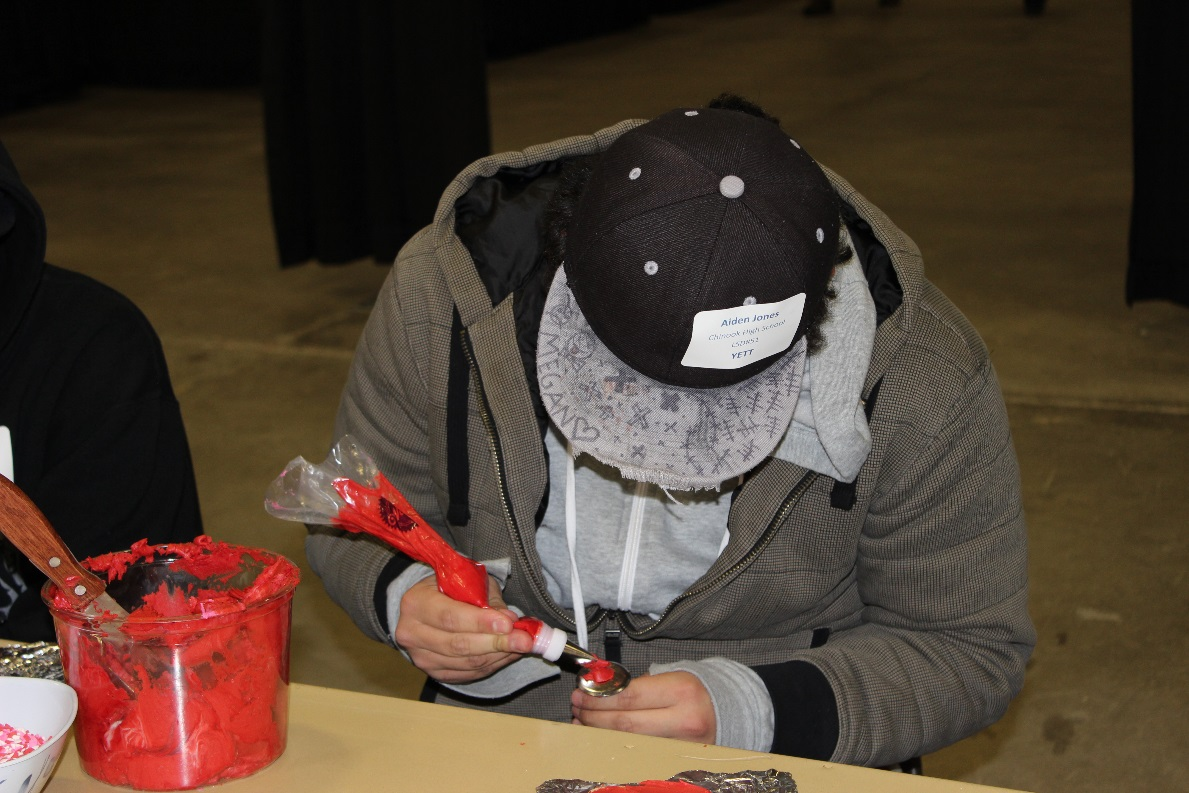 Aiden Jones
Chinook High School
YETT
MEGAN♡